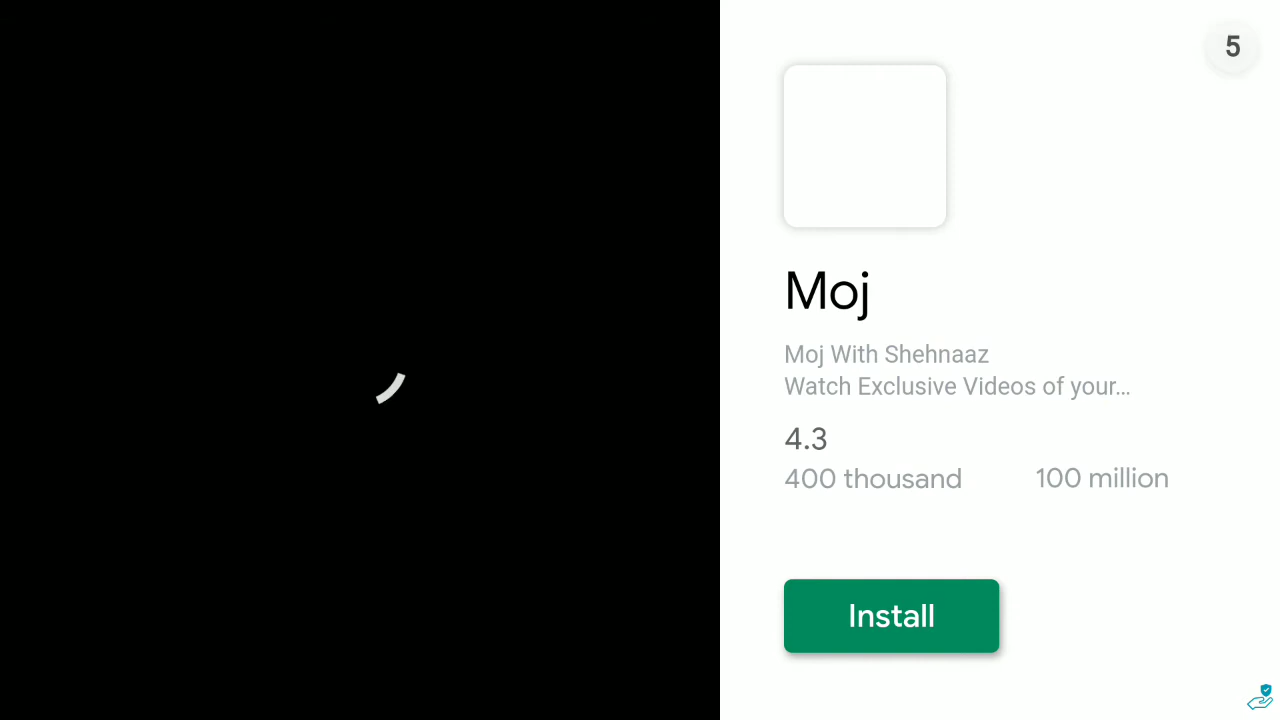 5
Moj
Moj With Shehnaaz
Watch Exclusive Videos of your...
4.3
400 thousand 100 million
Install